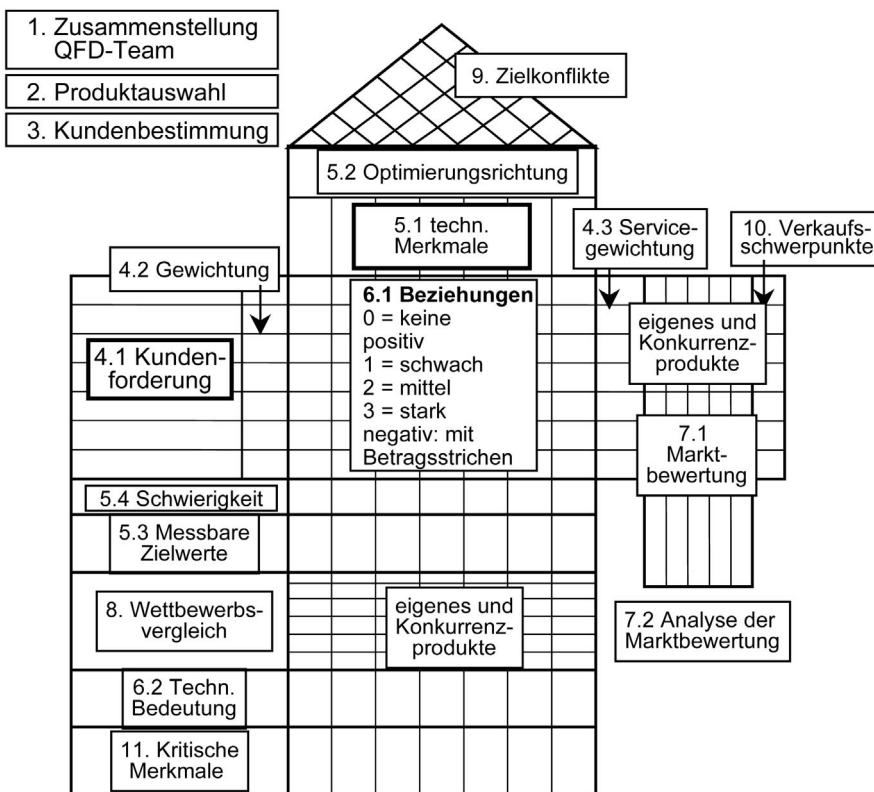 1. Zusammenstellung
QFD-Team
2. Produktauswahl
3. Kundenbestimmung
9. Zielkonflikte
5.2 Optimierungsrichtung
5.1 techn.
Merkmale
4.3 Service-
gewichtung
10. Verkaufs-
schwerpunkte
4.2 Gewichtung
6.1 Beziehungen
0 = keine
positiv
1 = schwach
2 = mittel
3 = stark
negativ: mit
Betragsstrichen
4.1 Kunden-
forderung
eigenes und
Konkurrenz-
produkte
7.1
Markt-
bewertung
5.4 Schwierigkeit
5.3 Messbare
Zielwerte
8. Wettbewerbs-
vergleich
eigenes und
Konkurrenz-
produkte
7.2 Analyse der
Marktbewertung
6.2 Techn.
Bedeutung
11. Kritische
Merkmale